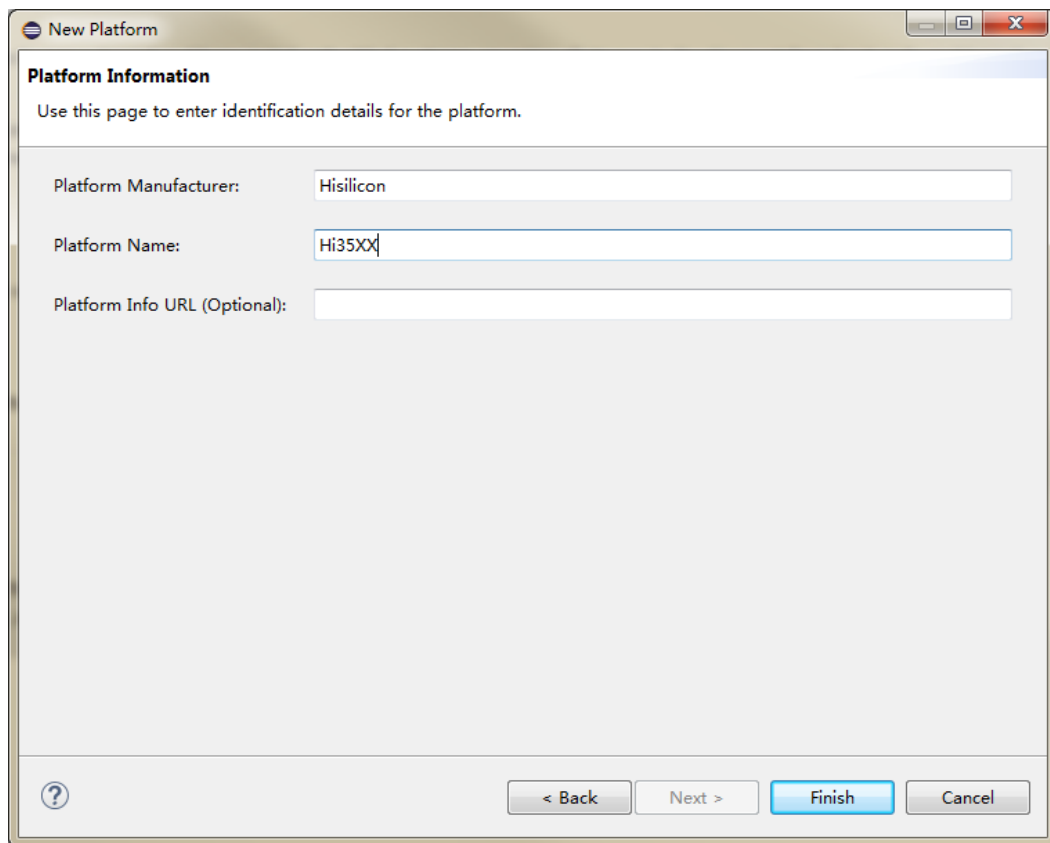 New Platform
Platform Information
Use this page to enter identification details for the platform.
Platform Manufacturer: Hisilicon
Platform Name: Hi35XX
Platform Info URL (Optional):
? < Back Next > Finish Cancel